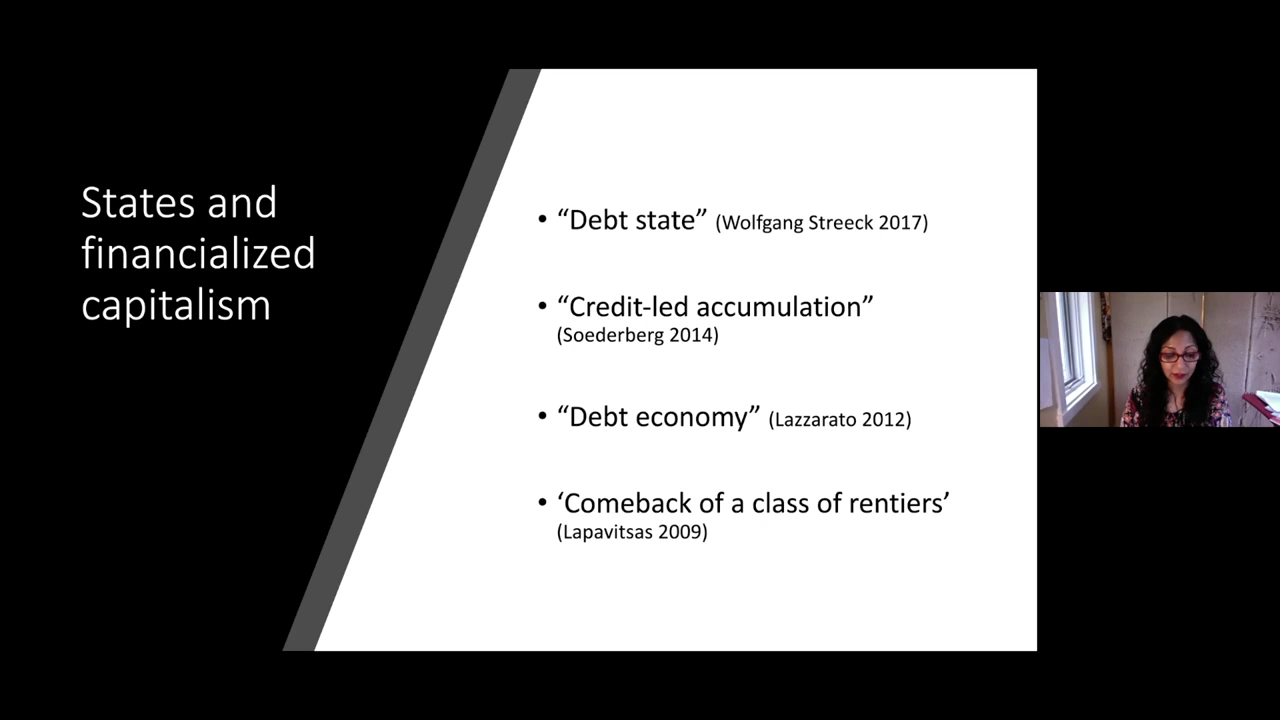 States and
financialized
capitalism
• “Debt state” (Wolfgang Streeck 2017)
• “Credit-led accumulation”
(Soederberg 2014)
• “Debt economy” (Lazzarato 2012)
• ‘Comeback of a class of rentiers’
(Lapavitsas 2009)